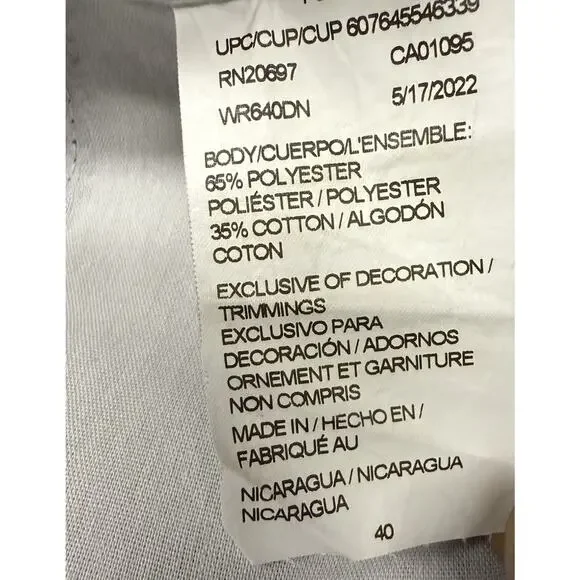 UPC/CUP/CUP 607645546339
RN20697 CA01095
WR640DN 5/17/2022
BODY/CUERPO/L'ENSEMBLE:
65% POLYESTER
POLIÉSTER / POLYESTER
35% COTTON / ALGODÓN
COTON
EXCLUSIVE OF DECORATION /
TRIMMINGS
EXCLUSIVO PARA
DECORACIÓN / ADORNOS
ORNEMENT ET GARNITURE
NON COMPRIS
MADE IN / HECHO EN /
FABRIQUÉ AU
NICARAGUA / NICARAGUA
NICARAGUA
40